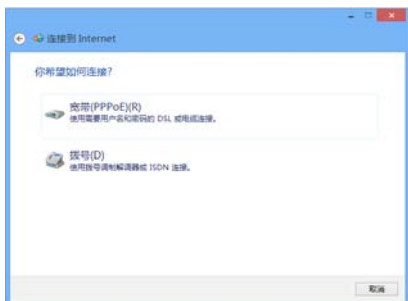 连接到 Internet
你希望如何连接?
宽带(PPPoE)(R)
使用需要用户名和密码的 DSL 或电缆连接。
拨号(D)
使用拨号调制解调器或 ISDN 连接。
取消